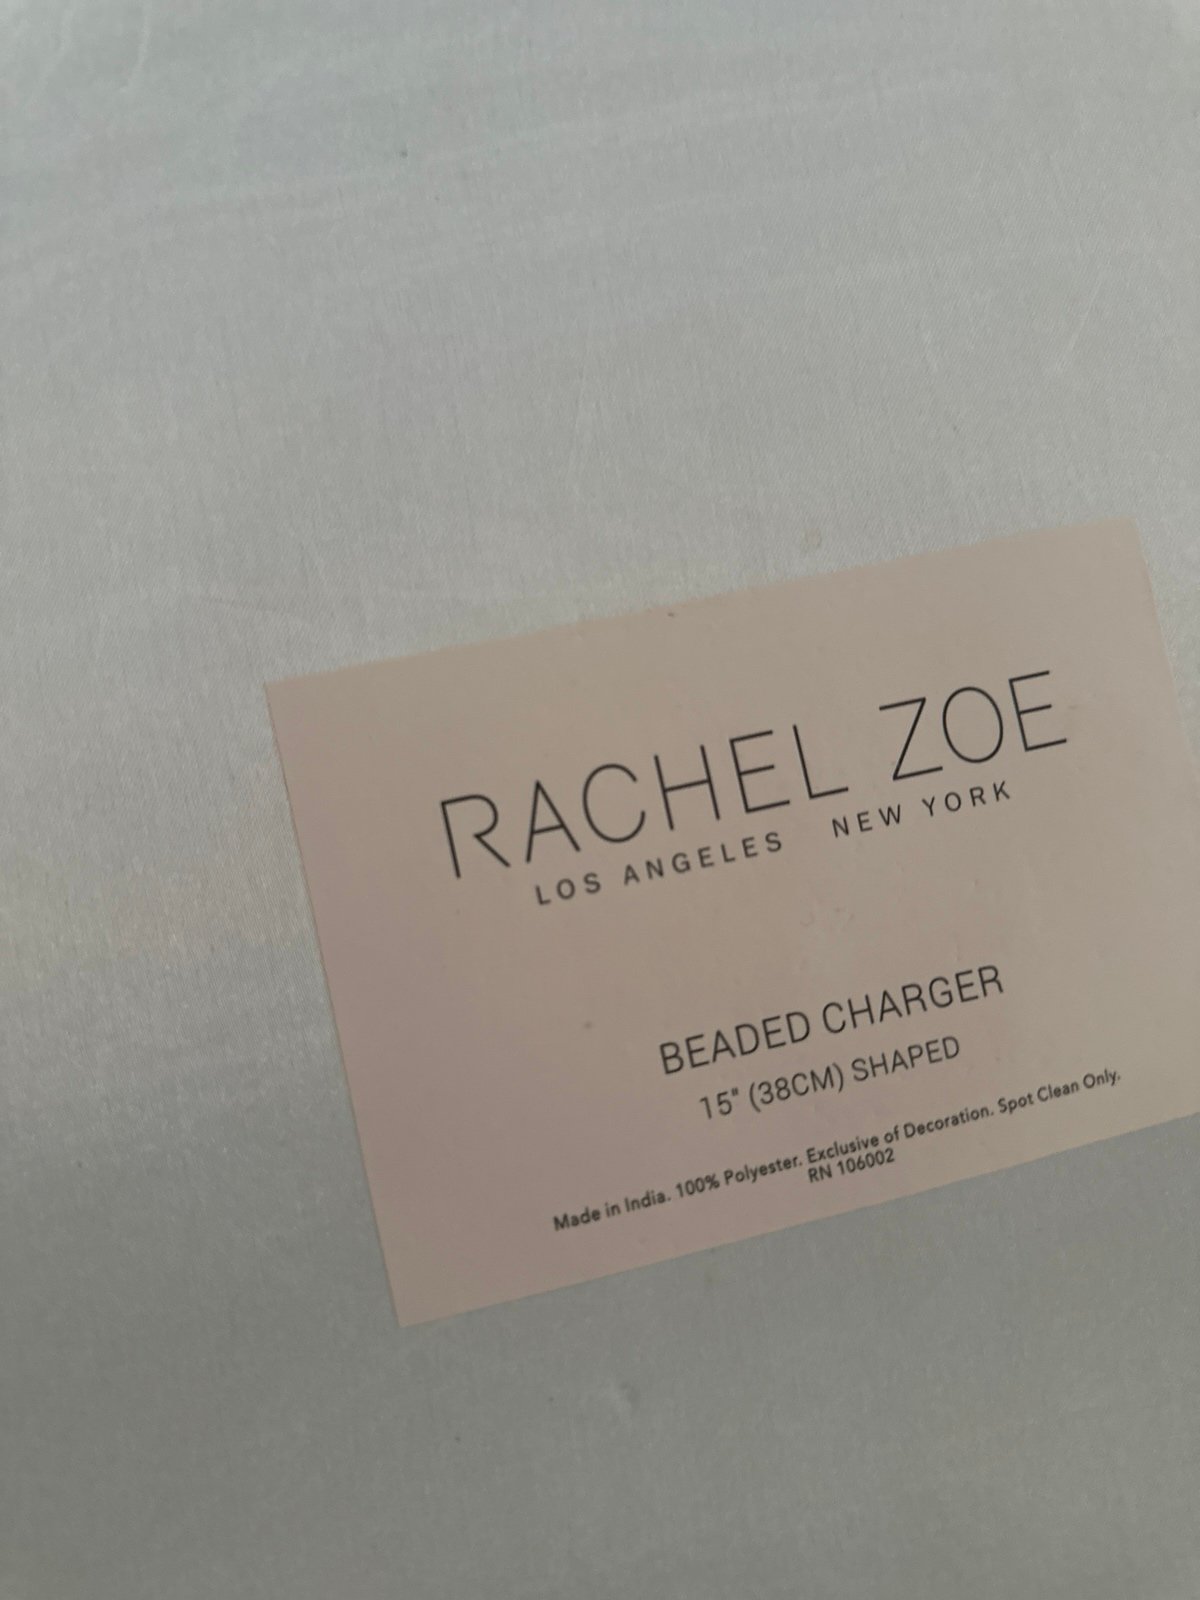 RACHEL ZOE
LOS ANGELES NEW YORK
BEADED CHARGER
15" (38CM) SHAPED
Made in India. 100% Polyester. Exclusive of Decoration. Spot Clean Only.
RN 106002